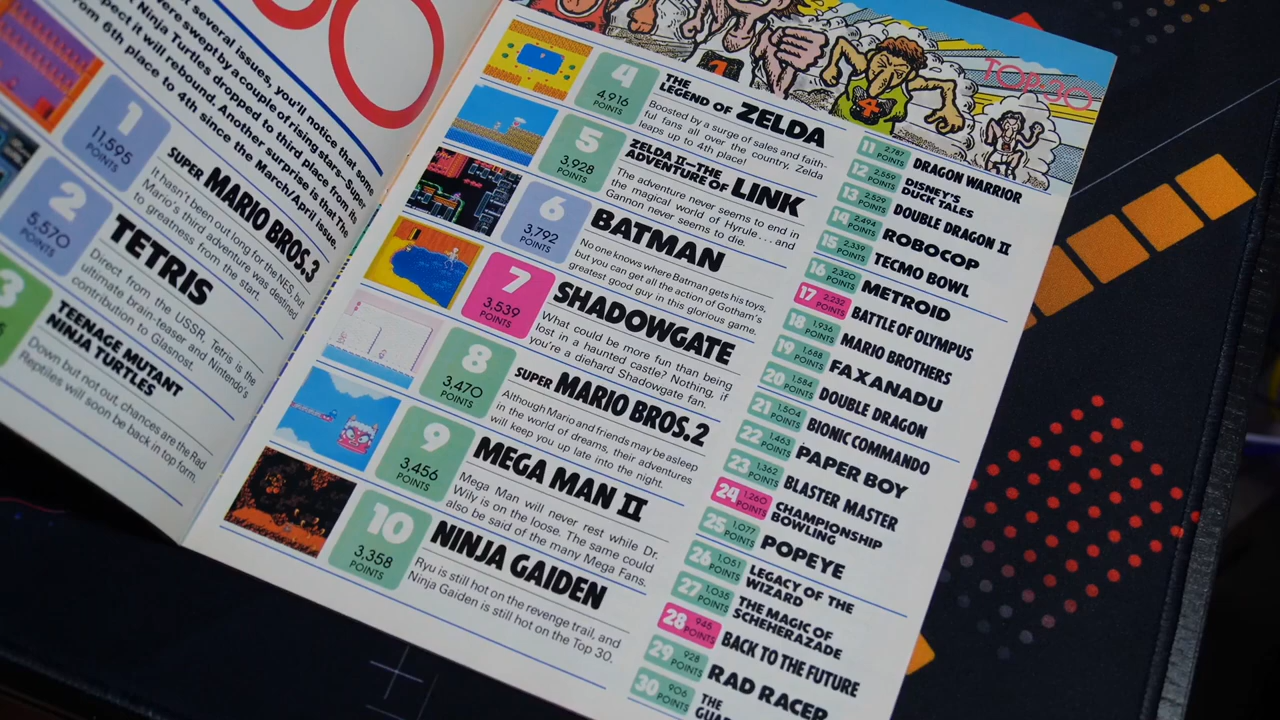 30
st several issues, you'll notice that some
were swept by a couple of rising stars—Super
Ninja Turtles dropped to third place from its
pect it will rebound. Another surprise is that The
rom 6th place to 4th since the March/April issue.
1
11,595
POINTS
SUPER MARIO BROS.3
It hasn't been out long for the NES, but
Mario's third adventure was destined
to greatness from the start.
2
5,570
POINTS
TETRIS
Direct from the USSR, Tetris is the
ultimate brain-teaser and Nintendo's
contribution to Glasnost.
3
TEENAGE MUTANT
NINJA TURTLES
Down but not out, chances are the Rad
Reptiles will soon be back in top form.
TOP·30
1
4
4
4,916
POINTS
THE
LEGEND OF ZELDA
Boosted by a surge of sales and faith-
ful fans all over the country, Zelda
leaps up to 4th place!
5
3,928
POINTS
ZELDA II—THE
ADVENTURE OF LINK
The adventure never seems to end in
the magical world of Hyrule . . . and
Gannon never seems to die.
6
3,792
POINTS
BATMAN
No one knows where Batman gets his toys,
but you can get all the action of Gotham's
greatest good guy in this glorious game.
7
3,539
POINTS
SHADOWGATE
What could be more fun than being
lost in a haunted castle? Nothing, if
you're a diehard Shadowgate fan.
8
3,470
POINTS
SUPER MARIO BROS.2
Although Mario and friends may be asleep
in the world of dreams, their adventures
will keep you up late into the night.
9
3,456
POINTS
MEGA MAN II
Mega Man will never rest while Dr.
Wily is on the loose. The same could
also be said of the many Mega Fans.
10
3,358
POINTS
NINJA GAIDEN
Ryu is still hot on the revenge trail, and
Ninja Gaiden is still hot on the Top 30.
11 2,787 POINTS DRAGON WARRIOR
12 2,559 POINTS DISNEY'S
DUCK TALES
13 2,529 POINTS DOUBLE DRAGON II
14 2,494 POINTS ROBOCOP
15 2,339 POINTS TECMO BOWL
16 2,320 POINTS METROID
17 2,232 POINTS BATTLE OF OLYMPUS
18 1,936 POINTS MARIO BROTHERS
19 1,688 POINTS FAXANADU
20 1,584 POINTS DOUBLE DRAGON
21 1,504 POINTS BIONIC COMMANDO
22 1,463 POINTS PAPER BOY
23 1,362 POINTS BLASTER MASTER
24 1,260 POINTS CHAMPIONSHIP
BOWLING
25 1,077 POINTS POPEYE
26 1,051 POINTS LEGACY OF THE
WIZARD
27 1,035 POINTS THE MAGIC OF
SCHEHERAZADE
28 946 POINTS BACK TO THE FUTURE
29 928 POINTS RAD RACER
30 906 POINTS THE